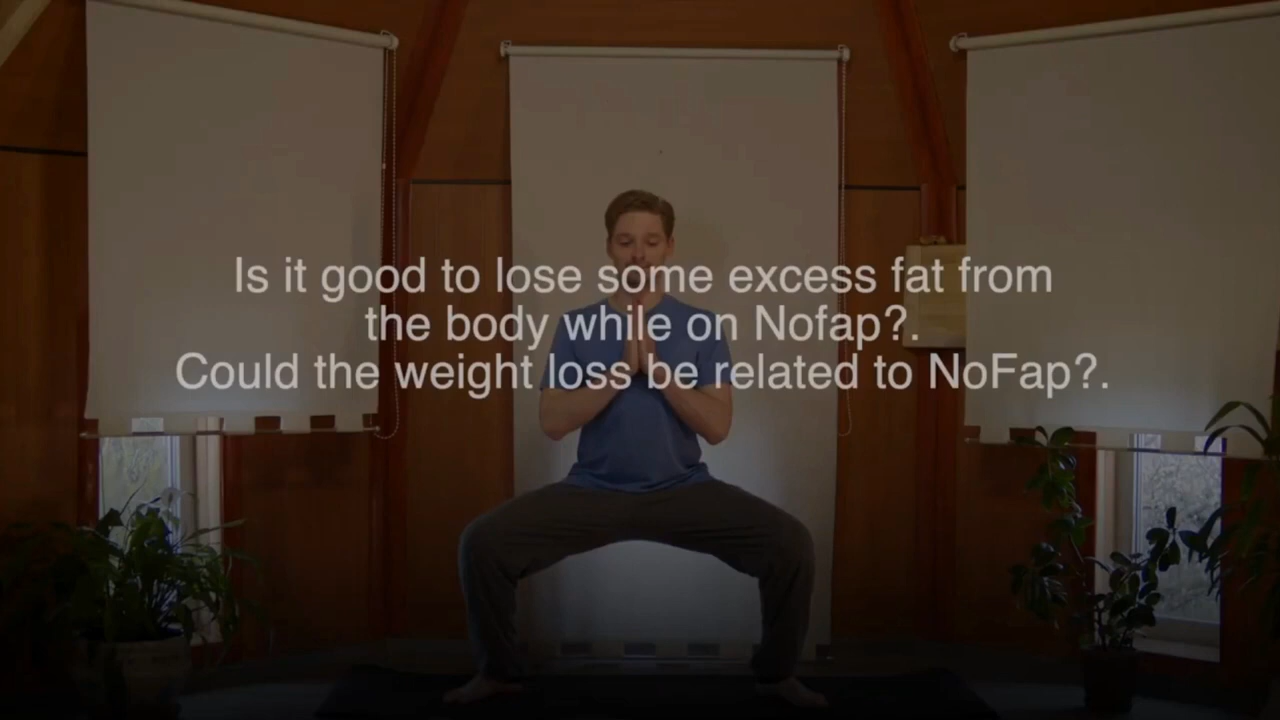 Is it good to lose some excess fat from
the body while on Nofap?.
Could the weight loss be related to NoFap?.